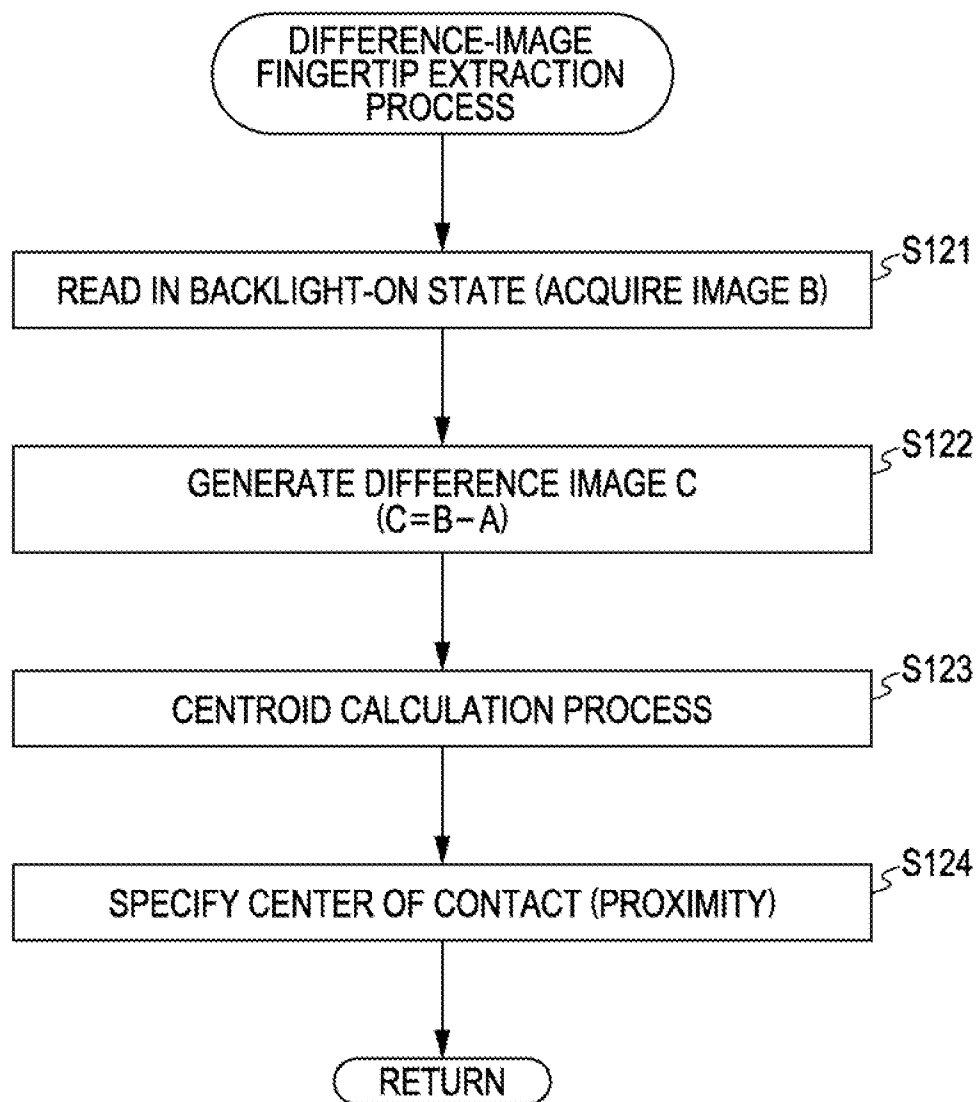 DIFFERENCE-IMAGE
FINGERTIP EXTRACTION
PROCESS
S121
READ IN BACKLIGHT-ON STATE (ACQUIRE IMAGE B)
S122
GENERATE DIFFERENCE IMAGE C
(C=B−A)
S123
CENTROID CALCULATION PROCESS
S124
SPECIFY CENTER OF CONTACT (PROXIMITY)
RETURN